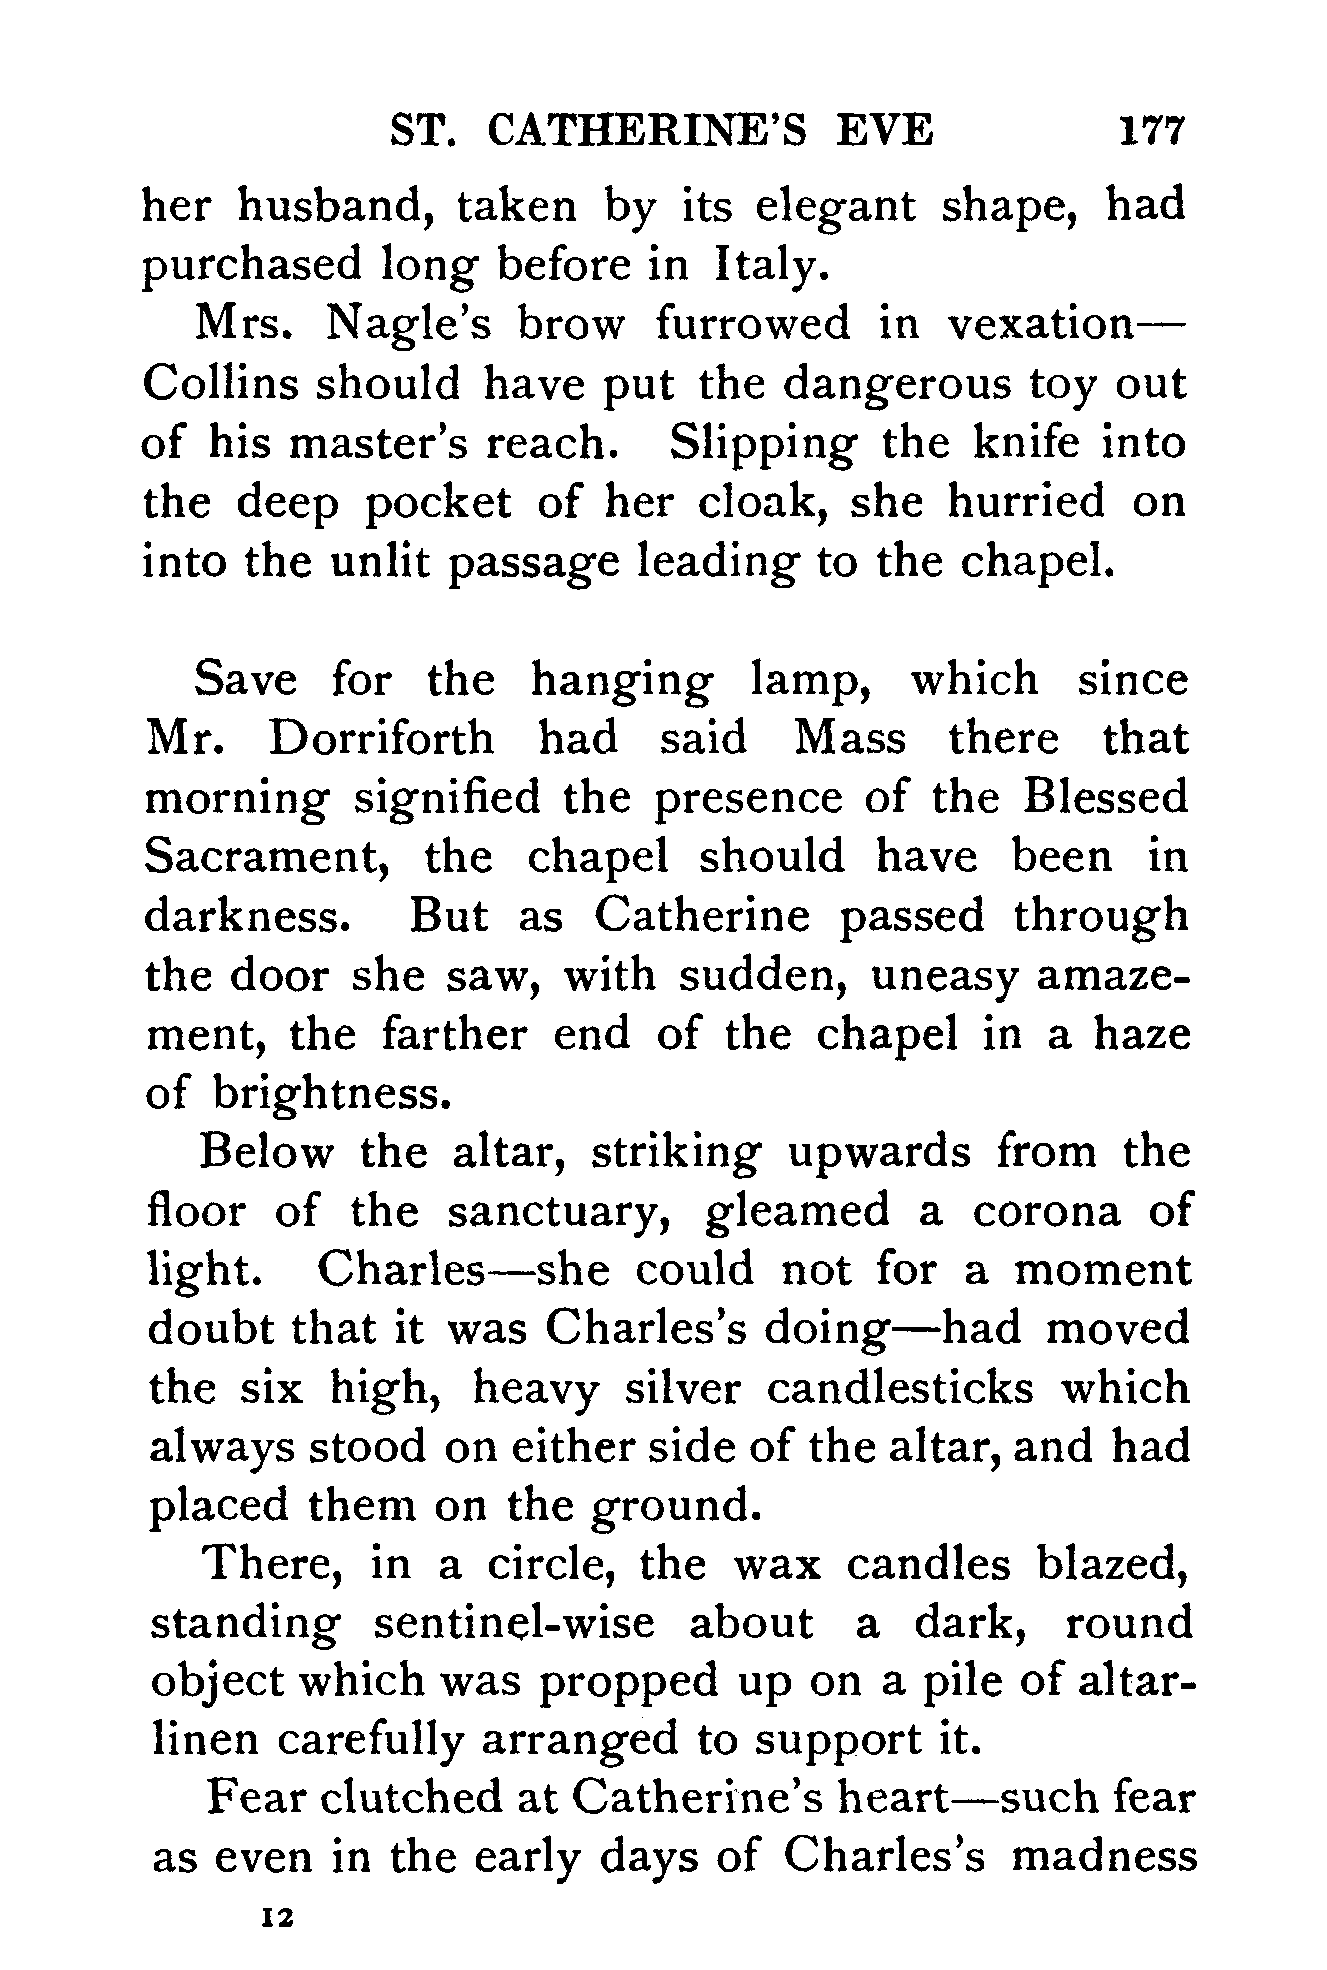 ST. CATHERINE'S EVE 177
her husband, taken by its elegant shape, had
purchased long before in Italy.
Mrs. Nagle's brow furrowed in vexation—
Collins should have put the dangerous toy out
of his master's reach. Slipping the knife into
the deep pocket of her cloak, she hurried on
into the unlit passage leading to the chapel.
Save for the hanging lamp, which since
Mr. Dorriforth had said Mass there that
morning signified the presence of the Blessed
Sacrament, the chapel should have been in
darkness. But as Catherine passed through
the door she saw, with sudden, uneasy amaze-
ment, the farther end of the chapel in a haze
of brightness.
Below the altar, striking upwards from the
floor of the sanctuary, gleamed a corona of
light. Charles—she could not for a moment
doubt that it was Charles's doing—had moved
the six high, heavy silver candlesticks which
always stood on either side of the altar, and had
placed them on the ground.
There, in a circle, the wax candles blazed,
standing sentinel-wise about a dark, round
object which was propped up on a pile of altar-
linen carefully arranged to support it.
Fear clutched at Catherine's heart—such fear
as even in the early days of Charles's madness
12